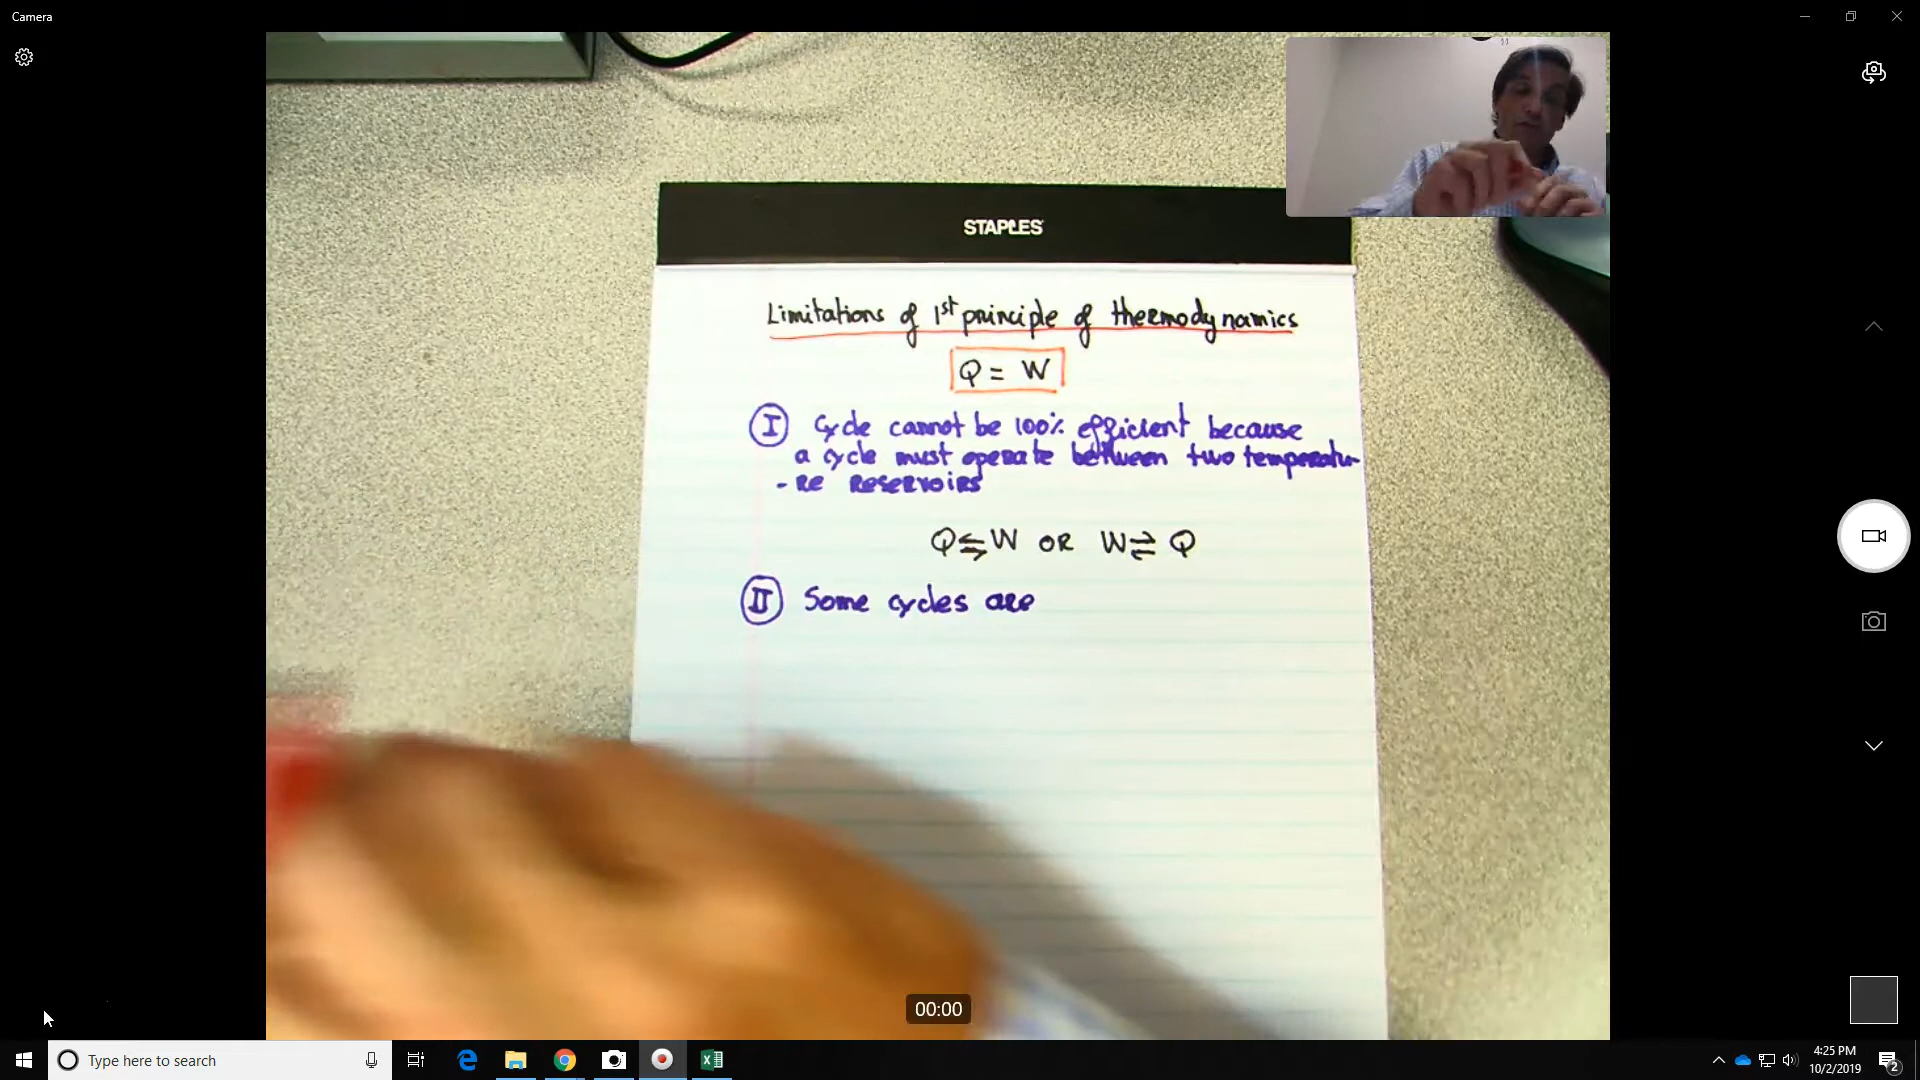 Camera
STAPLES
Limitations of 1st principle of thermodynamics
Q = W
I Cycle cannot be 100% efficient because
a cycle must operate between two temperatu-
-re reservoirs
Q ⇆ W OR W ⇌ Q
II Some cycles are
00:00
Type here to search
4:25 PM
10/2/2019
2